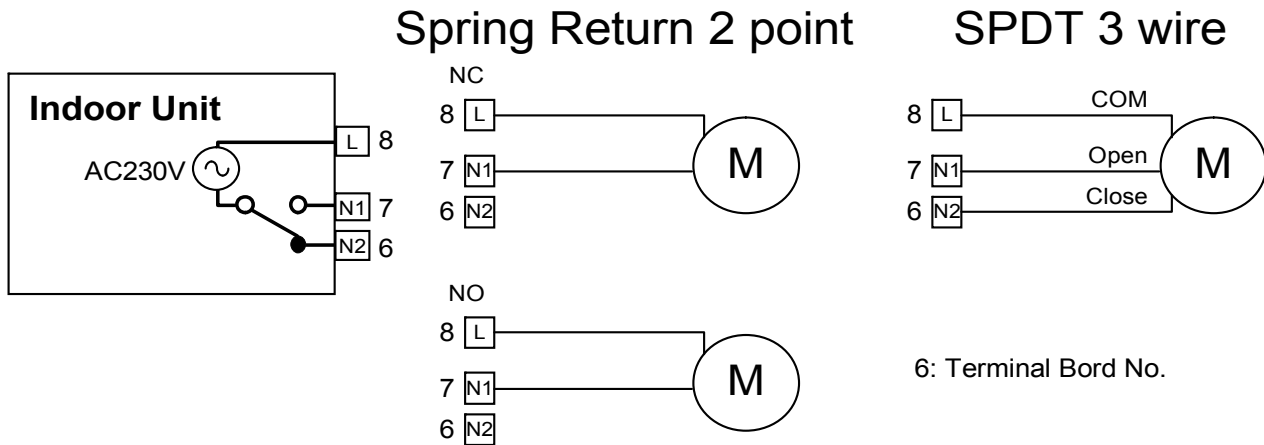 Spring Return 2 point
SPDT 3 wire
Indoor Unit
AC230V
L 8
N1 7
N2 6
NC
8 L
7 N1
6 N2
M
NO
8 L
7 N1
6 N2
M
8 L COM
7 N1 Open
6 N2 Close
M
6: Terminal Bord No.